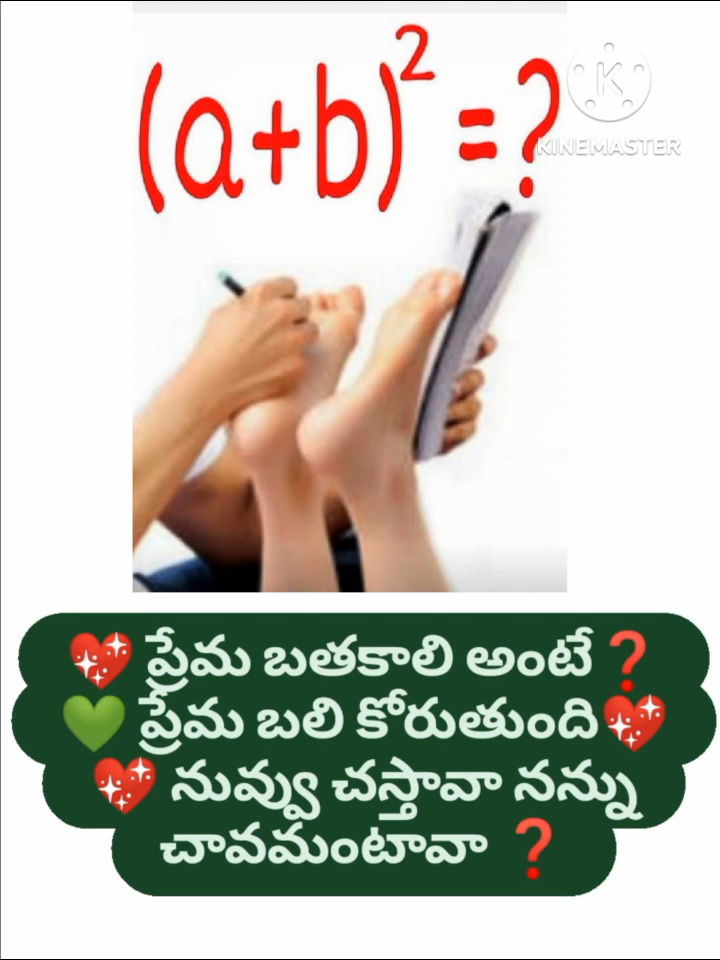 (a+b)² =?
KINEMASTER
💖 ప్రేమ బతకాలి అంటే ❓
💚 ప్రేమ బలి కోరుతుంది 💖
💖 నువ్వు చస్తావా నన్ను
చావమంటావా ❓